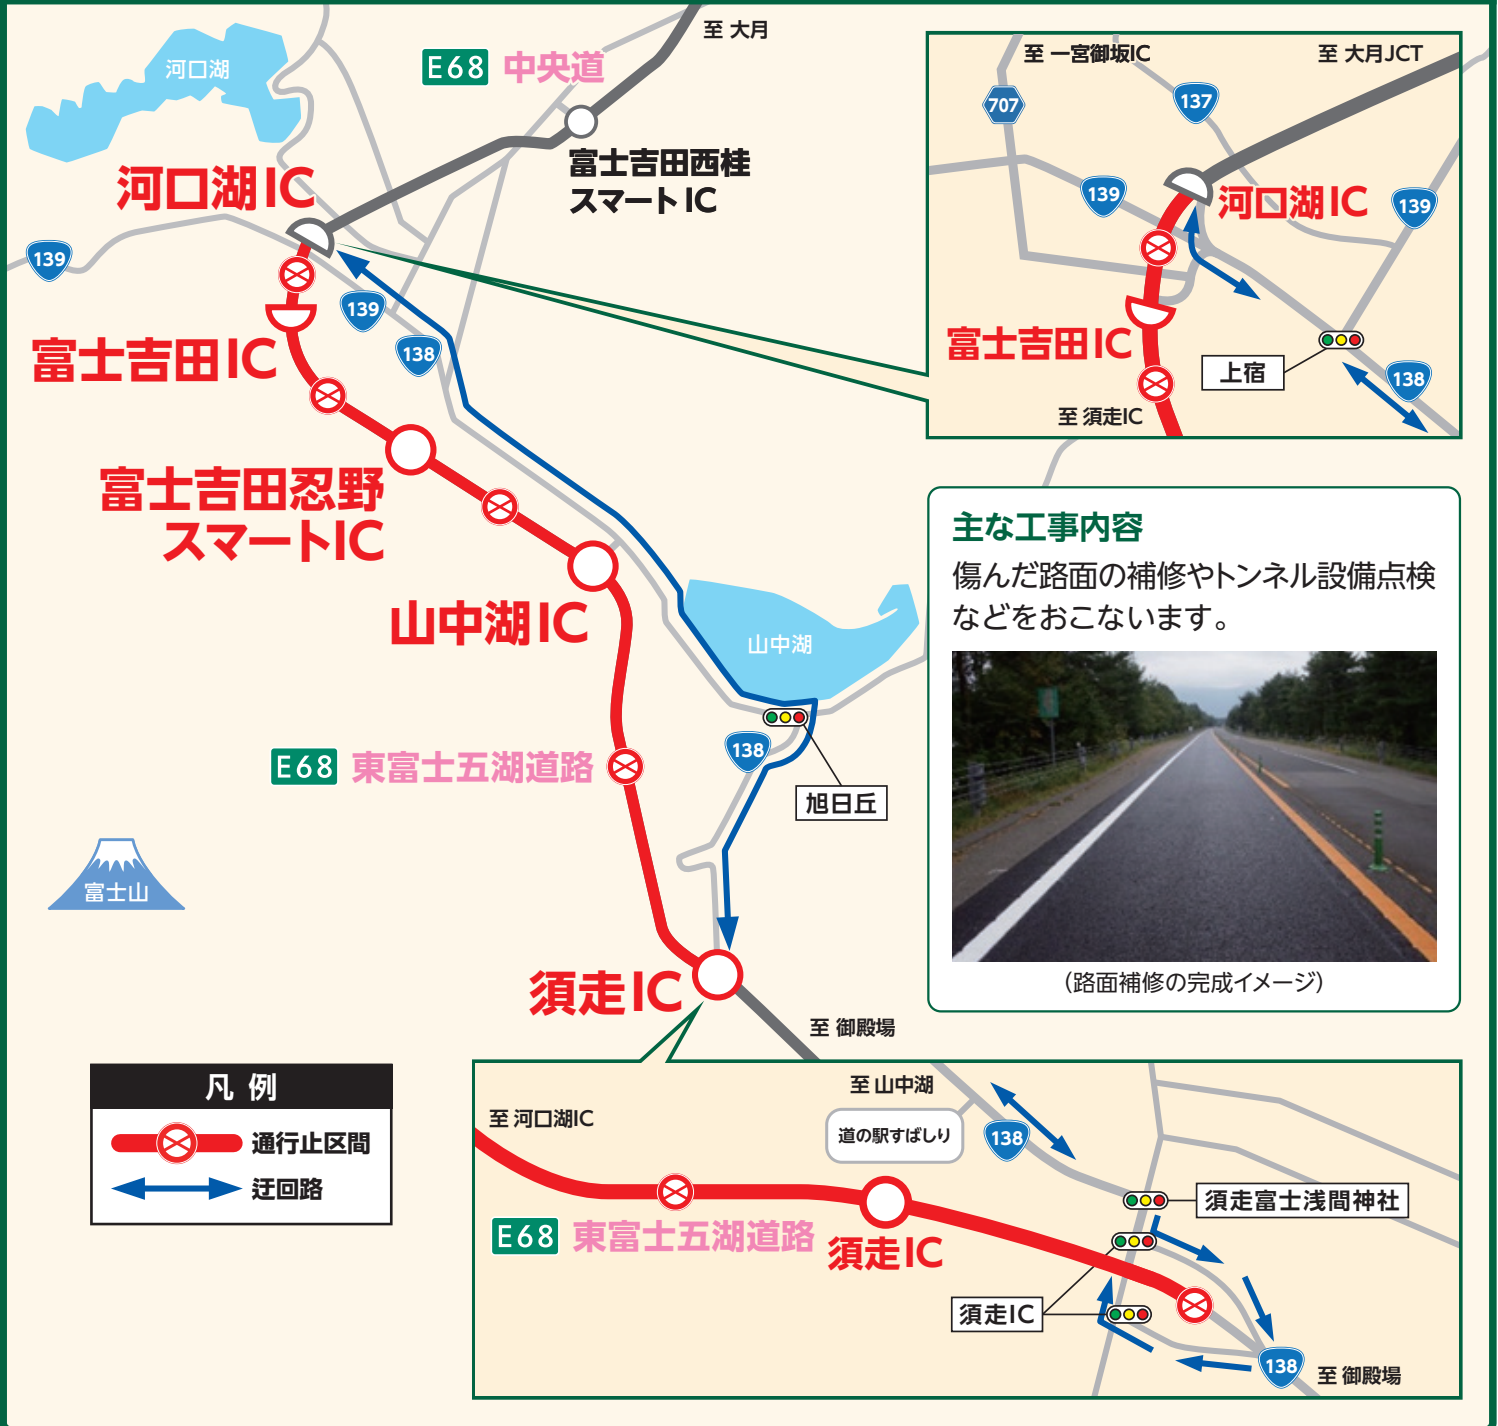 河口湖
E68 中央道
至 大月
富士吉田西桂
スマートIC
河口湖IC
139
139
138
富士吉田IC
富士吉田忍野
スマートIC
山中湖IC
山中湖
138
旭日丘
E68 東富士五湖道路
富士山
須走IC
至 御殿場
至 一宮御坂IC
至 大月JCT
707
137
139
139
河口湖IC
富士吉田IC
上宿
138
至 須走IC
主な工事内容
傷んだ路面の補修やトンネル設備点検
などをおこないます。
(路面補修の完成イメージ)
凡 例
通行止区間
迂回路
至 山中湖
至 河口湖IC
道の駅すばしり
138
須走富士浅間神社
E68 東富士五湖道路
須走IC
須走IC
138
至 御殿場